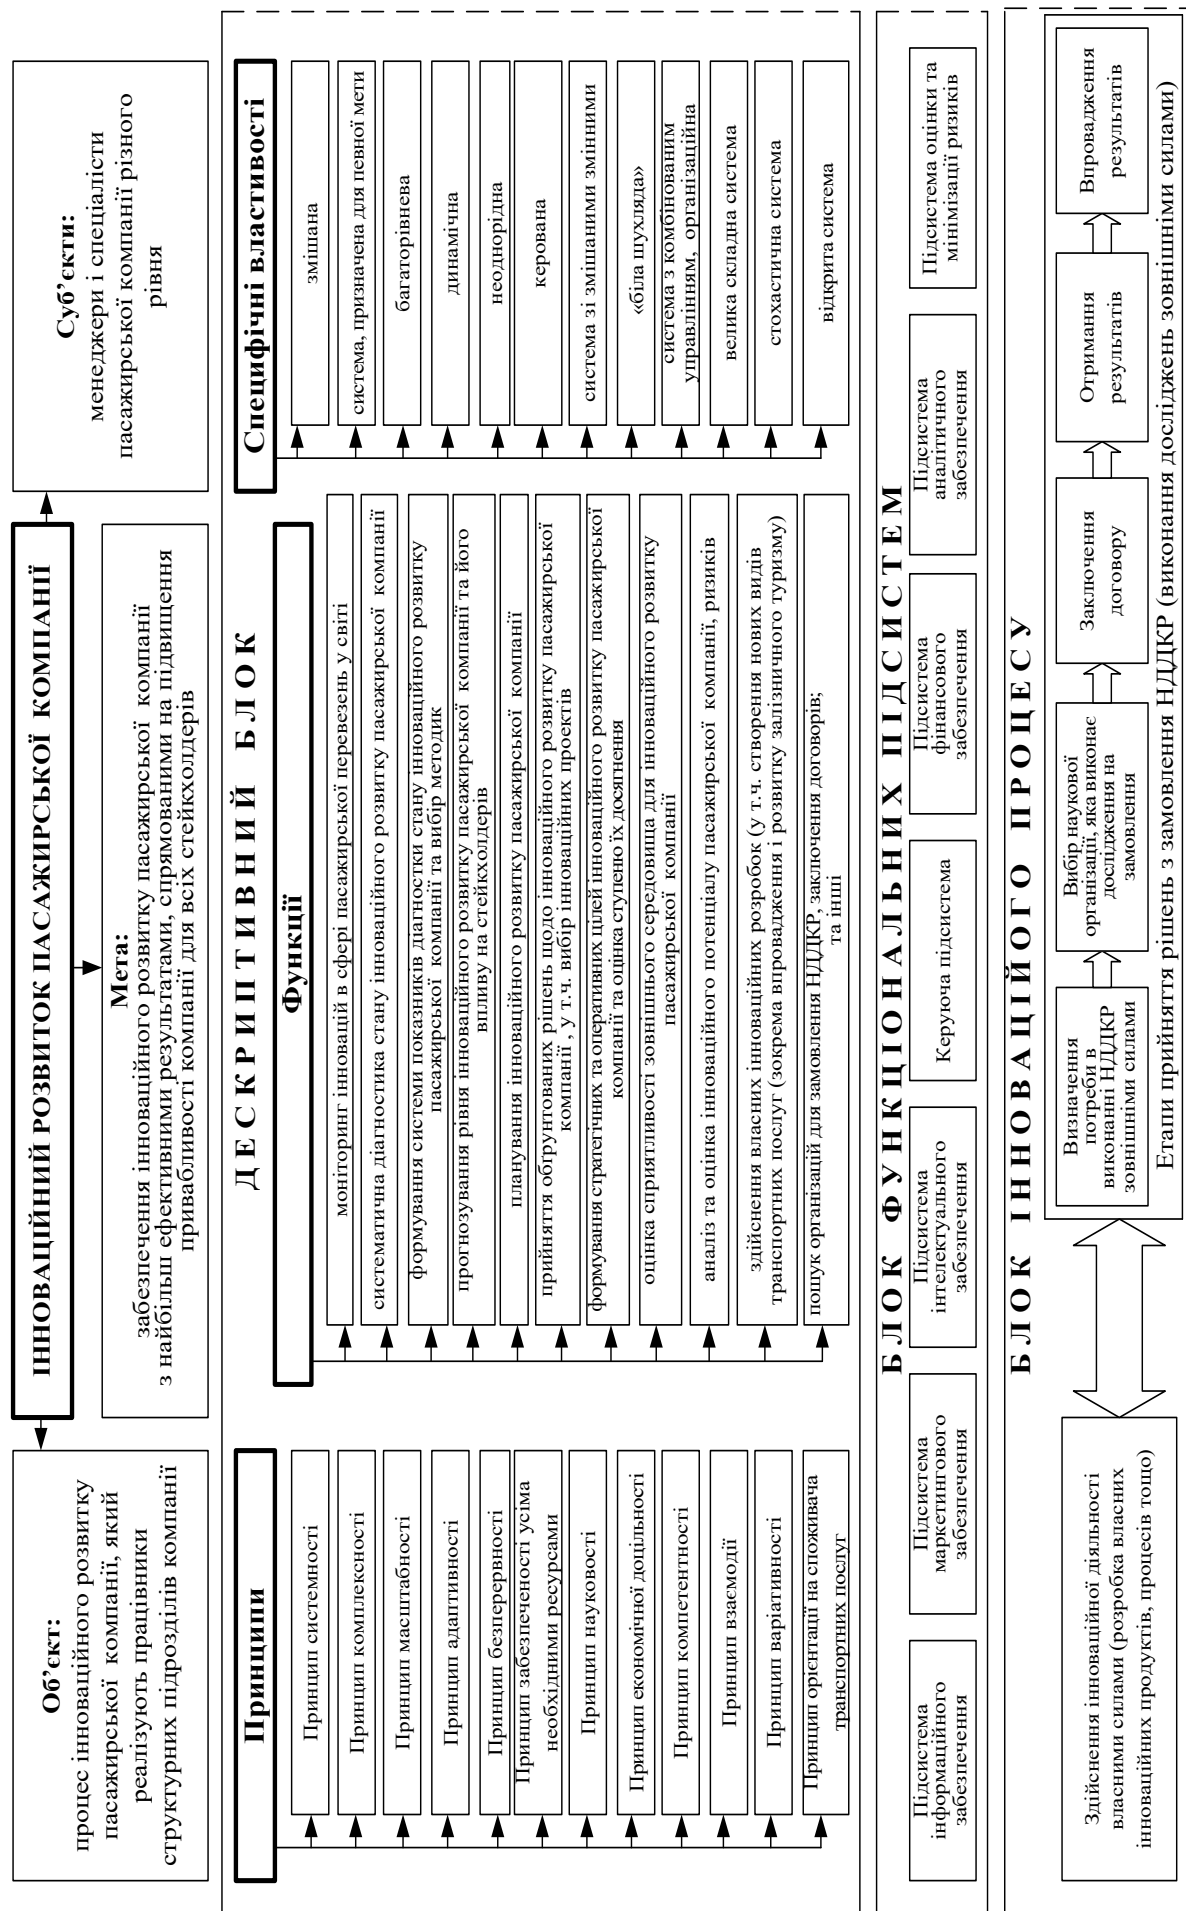 ІННОВАЦІЙНИЙ РОЗВИТОК ПАСАЖИРСЬКОЇ КОМПАНІЇ
Об’єкт:
процес інноваційного розвитку
пасажирської компанії, який
реалізують працівники
структурних підрозділів компанії
Мета:
забезпечення інноваційного розвитку пасажирської компанії
з найбільш ефективними результатами, спрямованими на підвищення
привабливості компанії для всіх стейкхолдерів
Суб’єкти:
менеджери і спеціалісти
пасажирської компанії різного
рівня
ДЕСКРИПТИВНИЙ БЛОК
Принципи
Принцип системності
Принцип комплексності
Принцип масштабності
Принцип адаптивності
Принцип безперервності
Принцип забезпеченості усіма
необхідними ресурсами
Принцип науковості
Принцип економічної доцільності
Принцип компетентності
Принцип взаємодії
Принцип варіативності
Принцип орієнтації на споживача
транспортних послуг
Функції
моніторинг інновацій в сфері пасажирської перевезень у світі
систематична діагностика стану інноваційного розвитку пасажирської компанії
формування системи показників діагностки стану інноваційного розвитку
пасажирської компанії та вибір методик
прогнозування рівня інноваційного розвитку пасажирської компанії та його
впливу на стейкхолдерів
планування інноваційного розвитку пасажирської компанії
прийняття обґрунтованих рішень щодо інноваційного розвитку пасажирської
компанії , у т.ч. вибір інноваційних проектів
формування стратегічних та оперативних цілей інноваційного розвитку пасажирської
компанії та оцінка ступеню їх досягнення
оцінка сприятливості зовнішнього середовища для інноваційного розвитку
пасажирської компанії
аналіз та оцінка інноваційного потенціалу пасажирської компанії, ризиків
здійснення власних інноваційних розробок (у т.ч. створення нових видів
транспортних послуг (зокрема впровадження і розвитку залізничного туризму)
пошук організацій для замовлення НДДКР, заключення договорів;
та інші
Специфічні властивості
змішана
система, призначена для певної мети
багаторівнева
динамічна
неоднорідна
керована
система зі змішаними змінними
«біла шухляда»
система з комбінованим
управлінням, організаційна
велика складна система
стохастична система
відкрита система
БЛОК ФУНКЦІОНАЛЬНИХ ПІДСИСТЕМ
Підсистема
інформаційного
забезпечення
Підсистема
маркетингового
забезпечення
Підсистема
інтелектуального
забезпечення
Керуюча підсистема
Підсистема
фінансового
забезпечення
Підсистема
аналітичного
забезпечення
Підсистема оцінки та
мінімізації ризиків
БЛОК ІННОВАЦІЙОГО ПРОЦЕСУ
Здійснення інноваційної діяльності
власними силами (розробка власних
інноваційних продуктів, процесів тощо)
Визначення
потреби в
виконанні НДДКР
зовнішніми силами
Вибір наукової
організації, яка виконає
дослідження на
замовлення
Заключення
договору
Отримання
результатів
Впровадження
результатів
Етапи прийняття рішень з замовлення НДДКР (виконання досліджень зовнішніми силами)